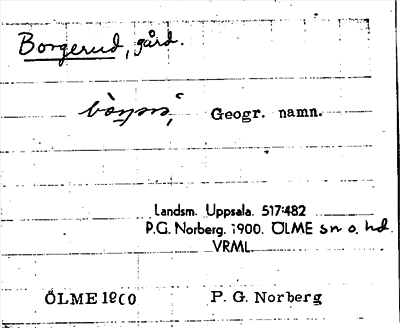 Borgerud, gård.
Geogr. namn.
Landsm. Uppsala. 517:482
P.G. Norberg. 1900. ÖLME sn o. hd.
VRML.
ÖLME 1900 P. G. Norberg